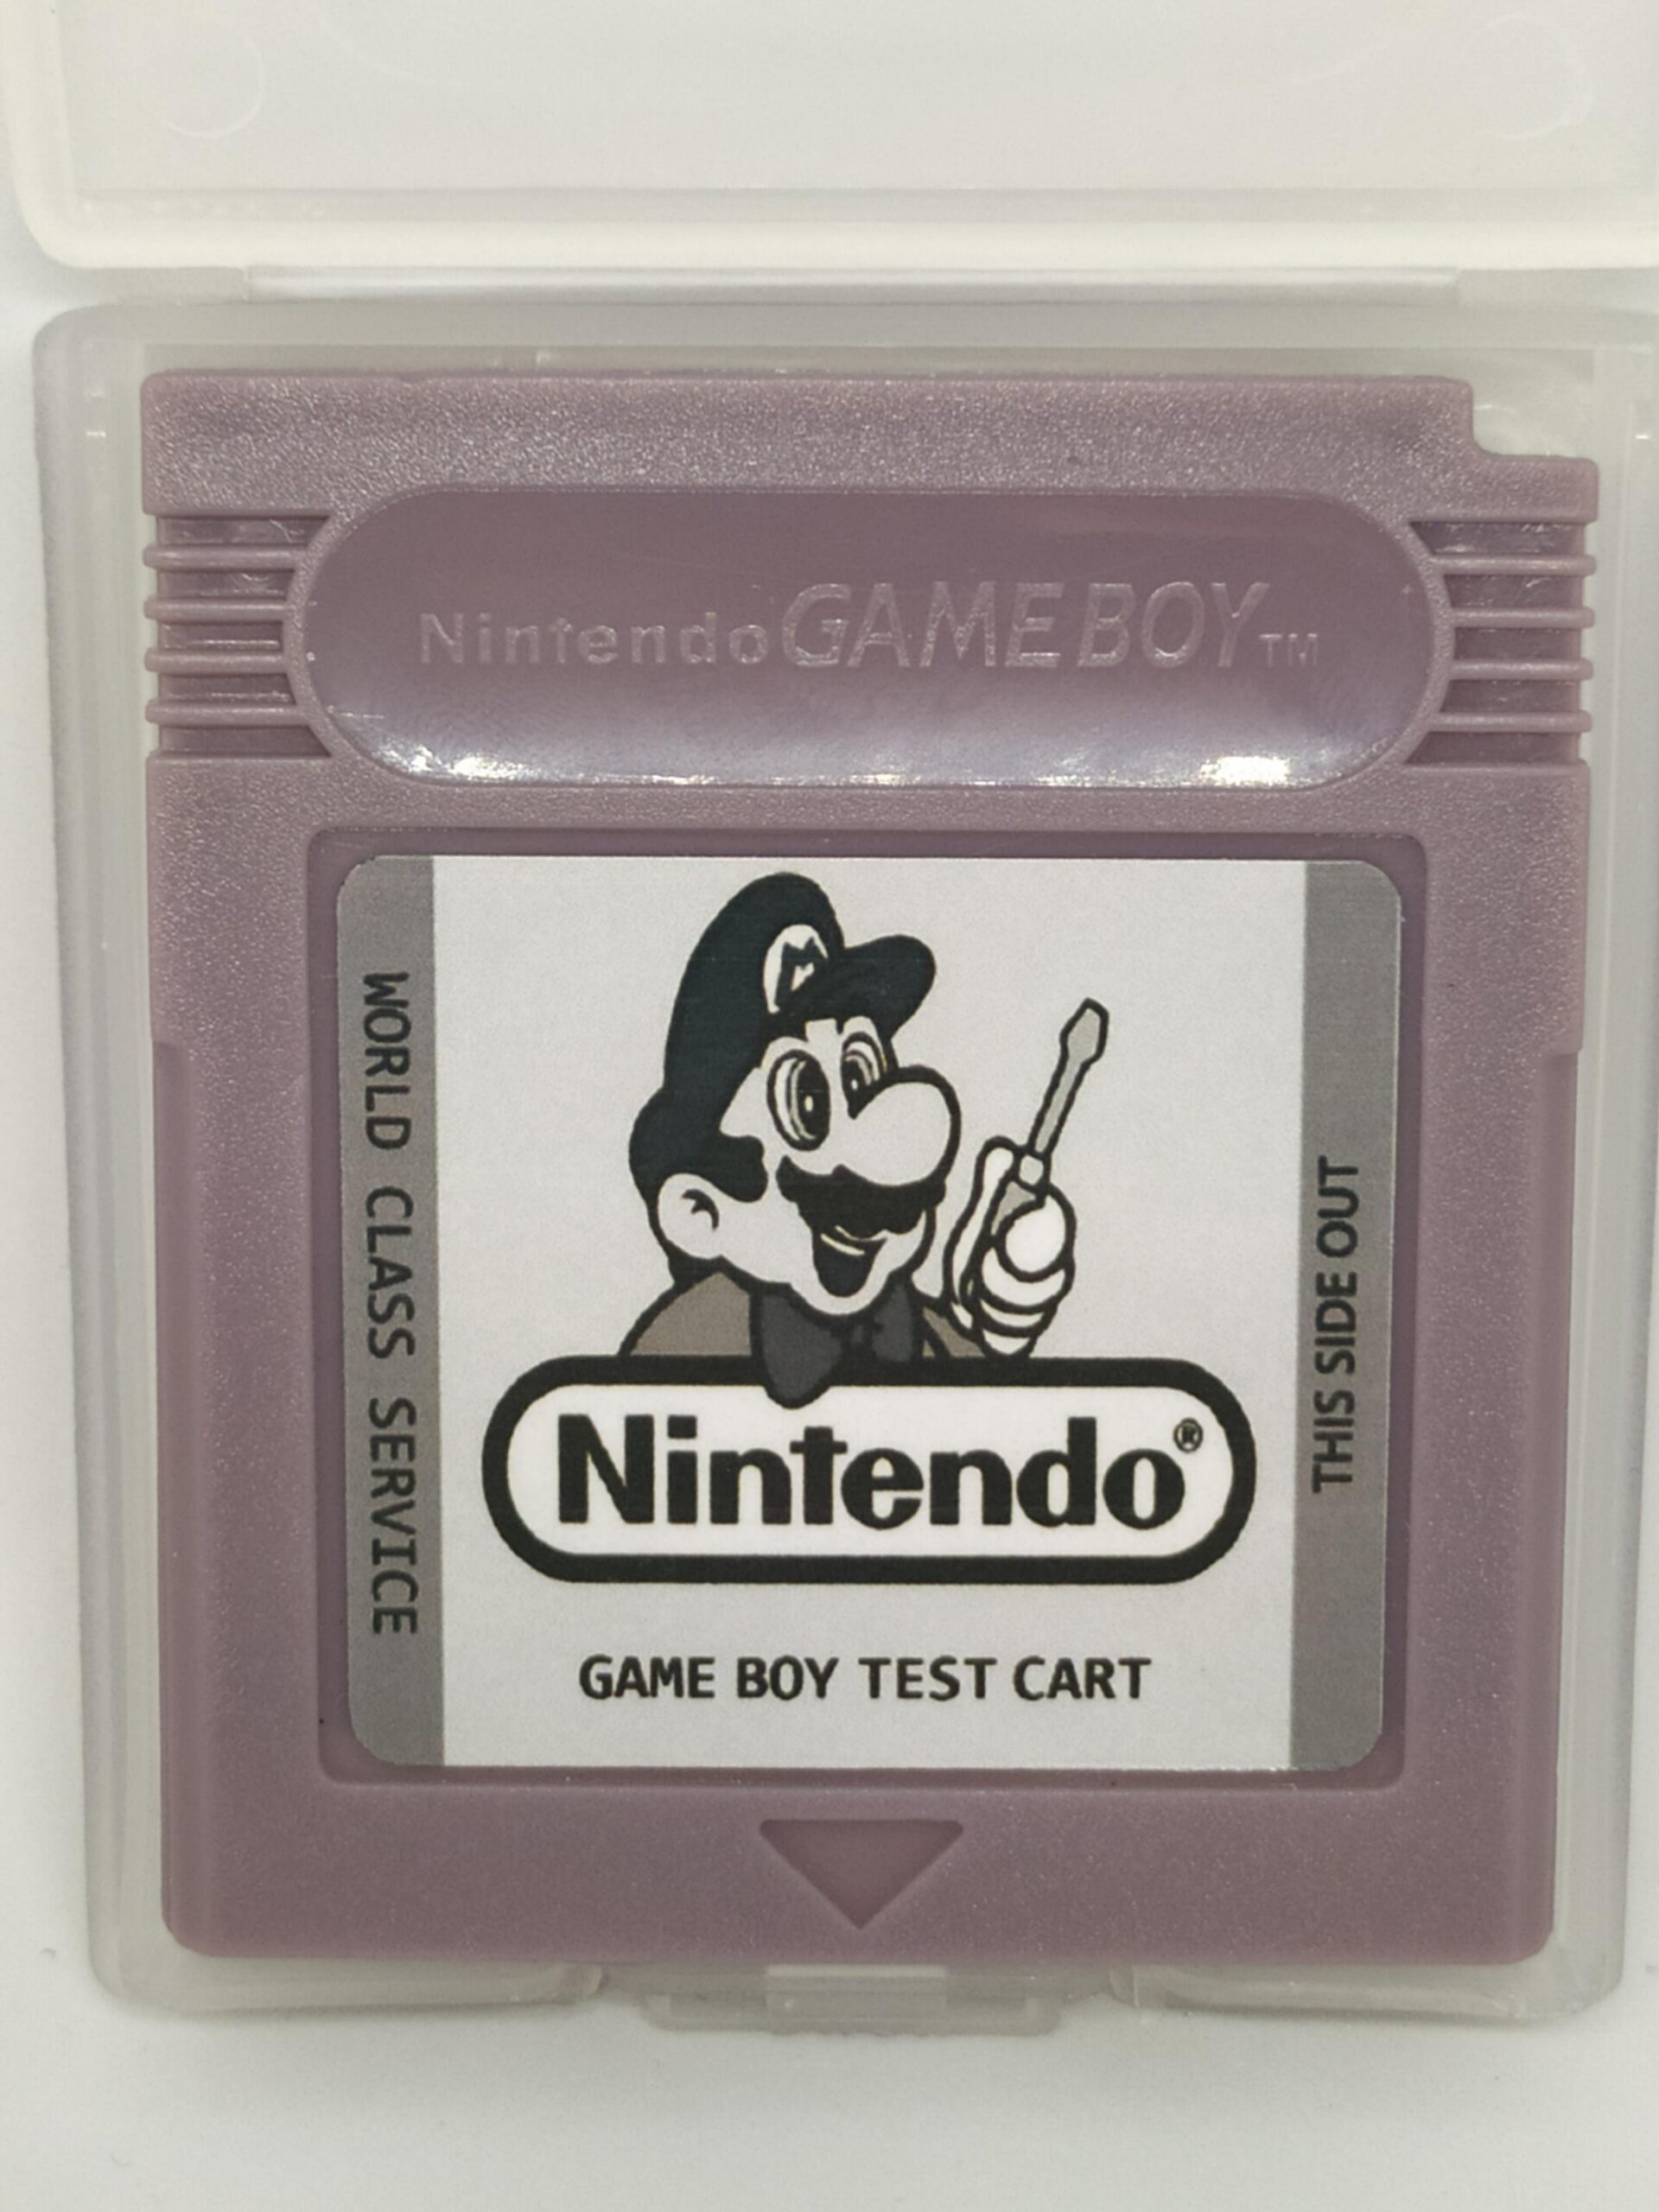 Nintendo GAME BOY TM
WORLD CLASS SERVICE
M
THIS SIDE OUT
Nintendo®
GAME BOY TEST CART